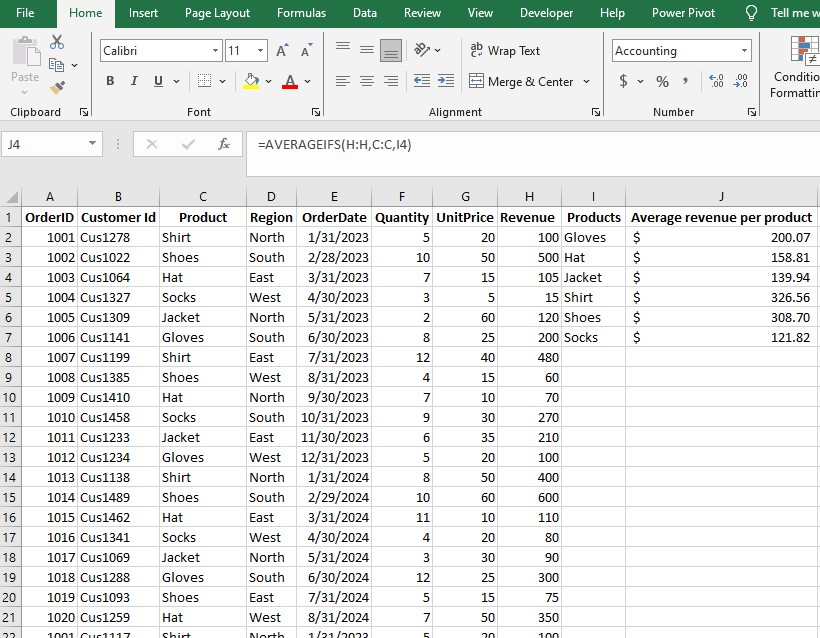 File Home Insert Page Layout Formulas Data Review View Developer Help Power Pivot Tell me w
Paste
Calibri 11 A A
B I U A
ab Wrap Text
Merge & Center
Accounting
$ % , .00 .00
Conditio
Formattin
Clipboard Font Alignment Number
J4 fx =AVERAGEIFS(H:H,C:C,I4)
A B C D E F G H I J
1 OrderID Customer Id Product Region OrderDate Quantity UnitPrice Revenue Products Average revenue per product
2 1001 Cus1278 Shirt North 1/31/2023 5 20 100 Gloves $ 200.07
3 1002 Cus1022 Shoes South 2/28/2023 10 50 500 Hat $ 158.81
4 1003 Cus1064 Hat East 3/31/2023 7 15 105 Jacket $ 139.94
5 1004 Cus1327 Socks West 4/30/2023 3 5 15 Shirt $ 326.56
6 1005 Cus1309 Jacket North 5/31/2023 2 60 120 Shoes $ 308.70
7 1006 Cus1141 Gloves South 6/30/2023 8 25 200 Socks $ 121.82
8 1007 Cus1199 Shirt East 7/31/2023 12 40 480
9 1008 Cus1385 Shoes West 8/31/2023 4 15 60
10 1009 Cus1410 Hat North 9/30/2023 7 10 70
11 1010 Cus1458 Socks South 10/31/2023 9 30 270
12 1011 Cus1233 Jacket East 11/30/2023 6 35 210
13 1012 Cus1234 Gloves West 12/31/2023 5 20 100
14 1013 Cus1138 Shirt North 1/31/2024 8 50 400
15 1014 Cus1489 Shoes South 2/29/2024 10 60 600
16 1015 Cus1462 Hat East 3/31/2024 11 10 110
17 1016 Cus1341 Socks West 4/30/2024 4 20 80
18 1017 Cus1069 Jacket North 5/31/2024 3 30 90
19 1018 Cus1288 Gloves South 6/30/2024 12 25 300
20 1019 Cus1093 Shoes East 7/31/2024 5 15 75
21 1020 Cus1259 Hat West 8/31/2024 7 50 350
22 1001 Cus1117 Shirt North 1/31/2023 5 20 100